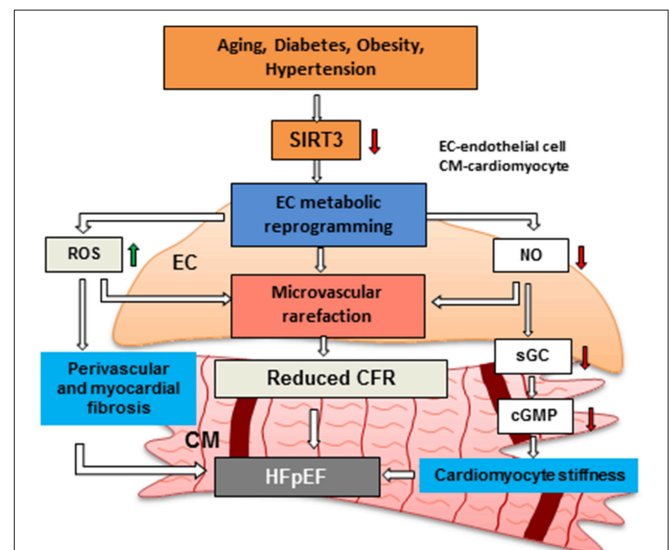 Aging, Diabetes, Obesity,
Hypertension
SIRT3
EC-endothelial cell
CM-cardiomyocyte
EC metabolic
reprogramming
ROS
EC
NO
Microvascular
rarefaction
sGC
Perivascular
and myocardial
fibrosis
Reduced CFR
cGMP
CM
HFpEF
Cardiomyocyte stiffness